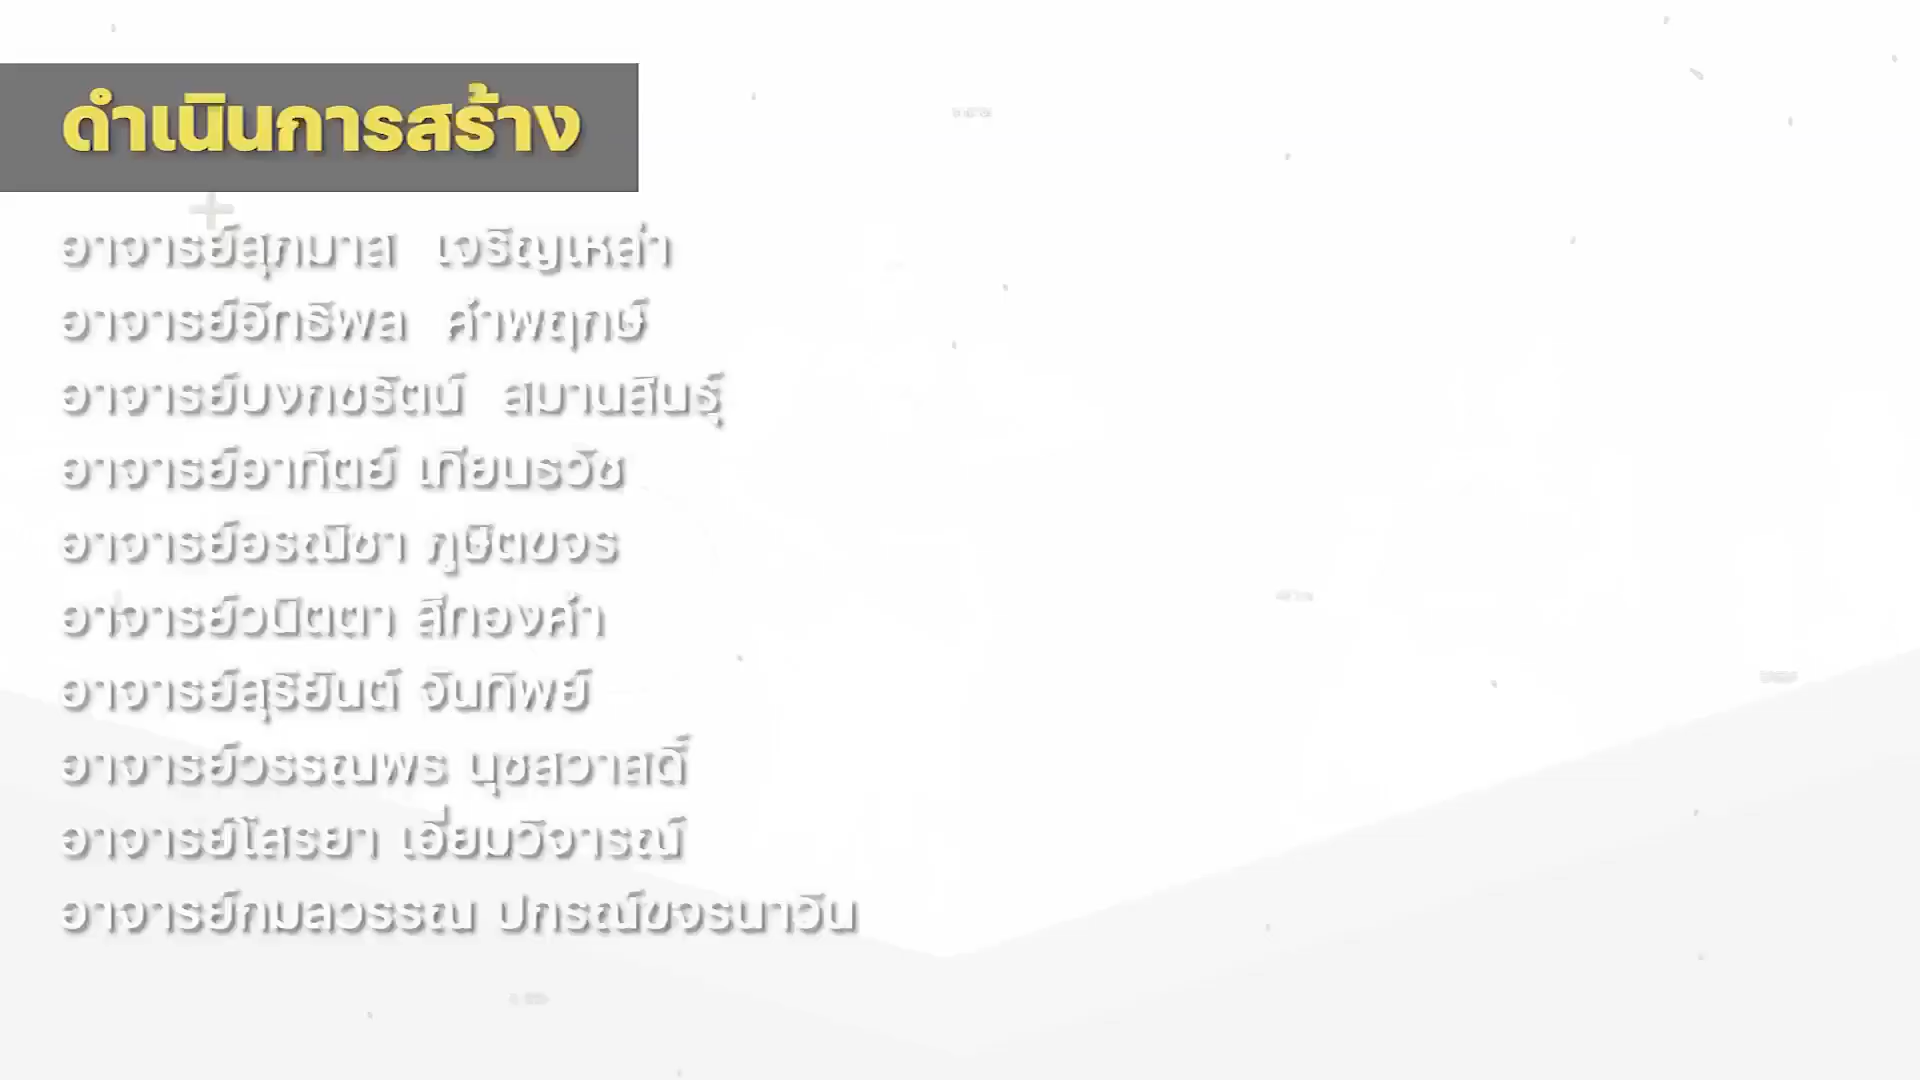 ดำเนินการสร้าง
อาจารย์สุภมาส เจริญเหล่า
อาจารย์อิทธิพล คำพฤกษ์
อาจารย์บงกชรัตน์ สมานสินธุ์
อาจารย์อาทิตย์ เทียนธวัช
อาจารย์อรณิชา ภูษิตขจร
อาจารย์วนิตตา สีทองคำ
อาจารย์สุริยันต์ จันทิพย์
อาจารย์วรรณพร นุชสวาสดิ์
อาจารย์โสรยา เอี่ยมวิจารณ์
อาจารย์กมลวรรณ ปกรณ์ขจรนาวิน